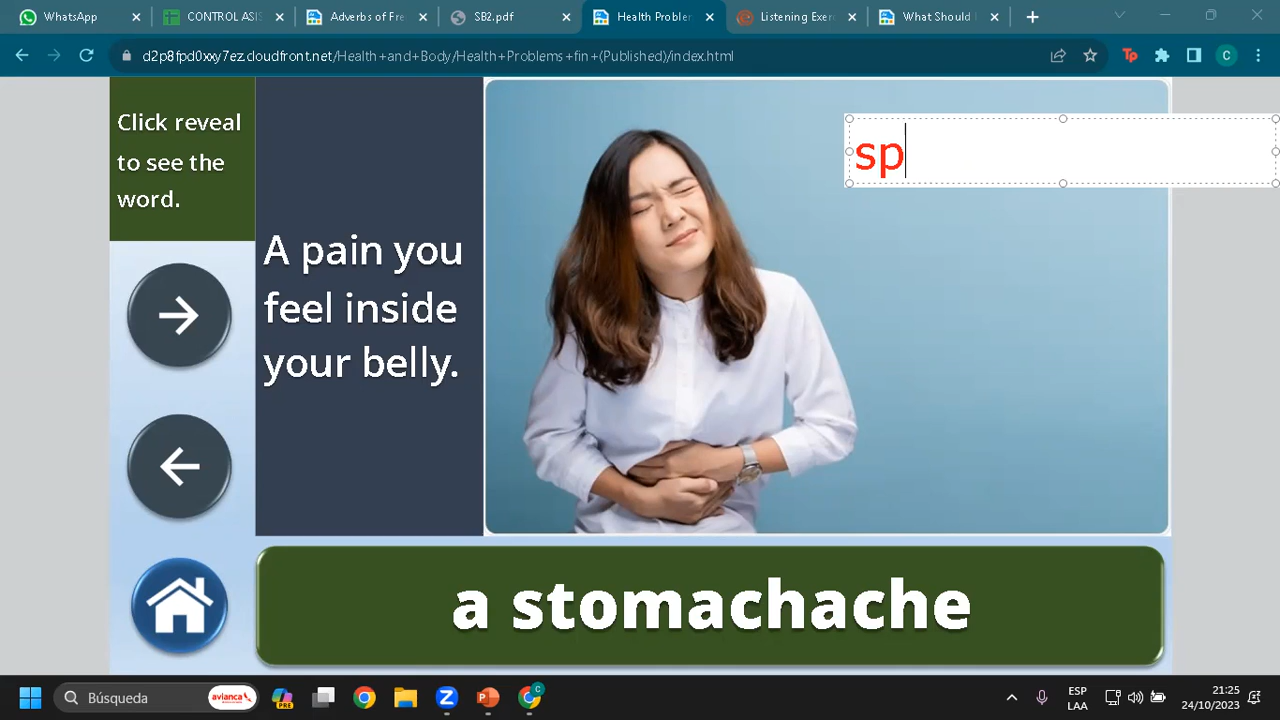 WhatsApp
CONTROL ASIS
Adverbs of Fre
SB2.pdf
Health Probler
Listening Exer
What Should
d2p8fpd0xxy7ez.cloudfront.net/Health+and+Body/Health+Problems+fin+(Published)/index.html
Tp
C
Click reveal
to see the
word.
A pain you
feel inside
your belly.
sp
a stomachache
Búsqueda
avianca
PRE
ESP
LAA
21:25
24/10/2023